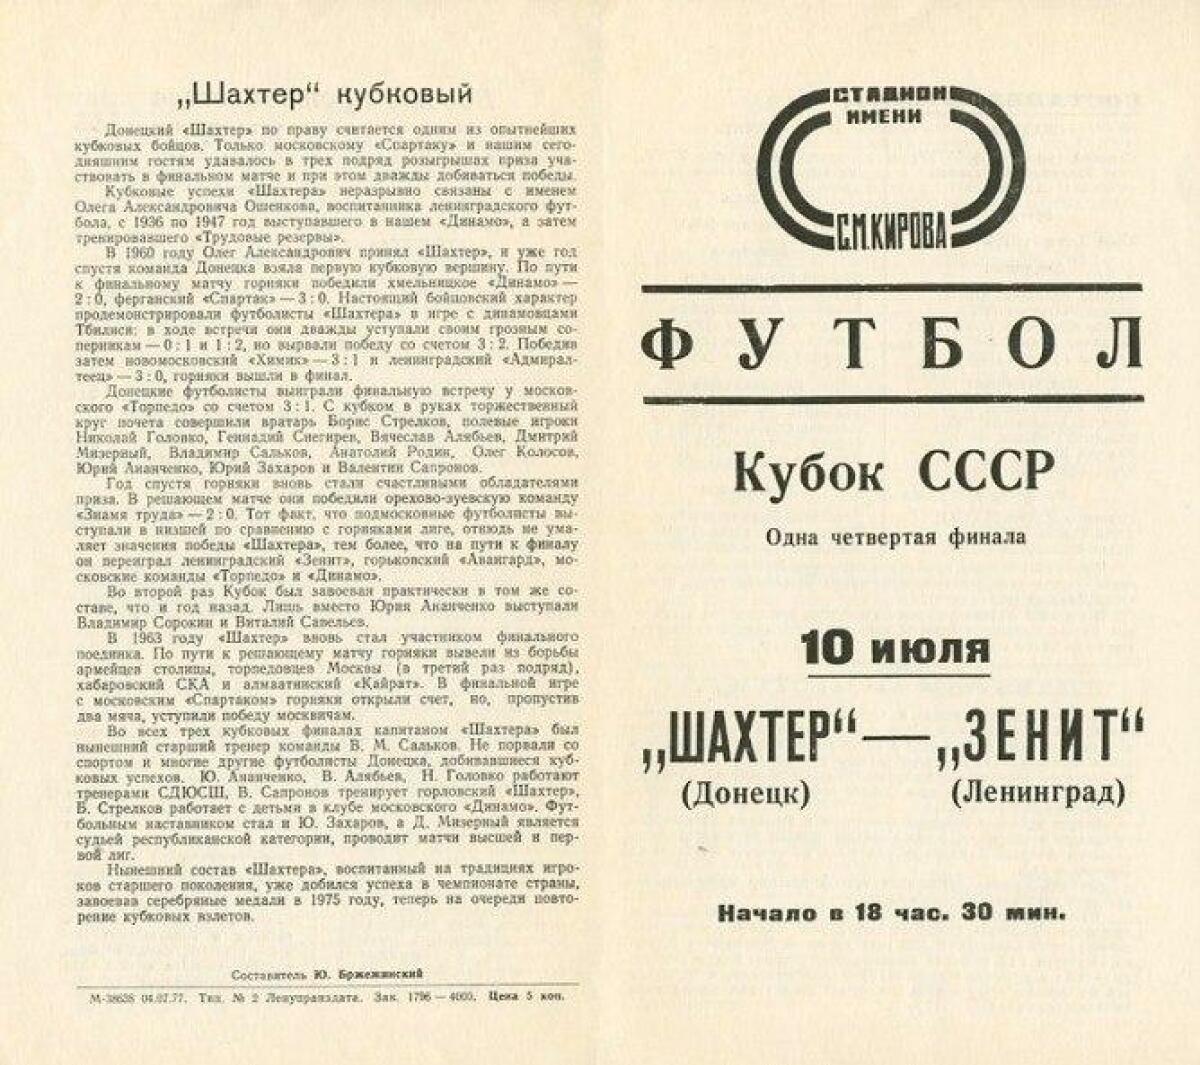 „Шахтер“ кубковый
Донецкий «Шахтер» по праву считается одним из опытнейших
кубковых бойцов. Только московскому «Спартаку» и нашим сего-
дняшним гостям удавалось в трех подряд розыгрышах приза уча-
ствовать в финальном матче и при этом дважды добиваться победы.
Кубковые успехи «Шахтера» неразрывно связаны с именем
Олега Александровича Ошенкова, воспитанника ленинградского фут-
бола, с 1936 по 1947 год выступавшего в нашем «Динамо», а затем
тренировавшего «Трудовые резервы».
В 1960 году Олег Александрович принял «Шахтер», и уже год
спустя команда Донецка взяла первую кубковую вершину. По пути
к финальному матчу горняки победили хмельницкое «Динамо» —
2:0, ферганский «Спартак» — 3:0. Настоящий бойцовский характер
продемонстрировали футболисты «Шахтера» в игре с динамовцами
Тбилиси: в ходе встречи они дважды уступали своим грозным со-
перникам — 0:1 и 1:2, но вырвали победу со счетом 3:2. Победив
затем новомосковский «Химик» — 3:1 и ленинградский «Адмирал-
теец» — 3:0, горняки вышли в финал.
Донецкие футболисты выиграли финальную встречу у москов-
ского «Торпедо» со счетом 3:1. С кубком в руках торжественный
круг почета совершили вратарь Борис Стрелков, полевые игроки
Николай Головко, Геннадий Снегирев, Вячеслав Алябьев, Дмитрий
Мизерный, Владимир Сальков, Анатолий Родин, Олег Колосов,
Юрий Ананченко, Юрий Захаров и Валентин Сапронов.
Год спустя горняки вновь стали счастливыми обладателями
приза. В решающем матче они победили орехово-зуевскую команду
«Знамя труда» — 2:0. Тот факт, что подмосковные футболисты вы-
ступали в низшей по сравнению с горняками лиге, отнюдь не ума-
ляет значения победы «Шахтера», тем более, что на пути к финалу
он переиграл ленинградский «Зенит», горьковский «Авангард», мо-
сковские команды «Торпедо» и «Динамо».
Во второй раз Кубок был завоеван практически в том же со-
ставе, что и год назад. Лишь вместо Юрия Ананченко выступали
Владимир Сорокин и Виталий Савельев.
В 1963 году «Шахтер» вновь стал участником финального
поединка. По пути к решающему матчу горняки вывели из борьбы
армейцев столицы, торпедовцев Москвы (в третий раз подряд),
хабаровский СКА и алмаатинский «Кайрат». В финальной игре
с московским «Спартаком» горняки открыли счет, но, пропустив
два мяча, уступили победу москвичам.
Во всех трех кубковых финалах капитаном «Шахтера» был
нынешний старший тренер команды В. М. Сальков. Не порвали со
спортом и многие другие футболисты Донецка, добивавшиеся куб-
ковых успехов. Ю. Ананченко, В. Алябьев, Н. Головко работают
тренерами СДЮСШ, В. Сапронов тренирует горловский «Шахтер»,
Б. Стрелков работает с детьми в клубе московского «Динамо». Фут-
больным наставником стал и Ю. Захаров, а Д. Мизерный является
судьей республиканской категории, проводит матчи высшей и пер-
вой лиг.
Нынешний состав «Шахтера», воспитанный на традициях игро-
ков старшего поколения, уже добился успеха в чемпионате страны,
завоевав серебряные медали в 1975 году, теперь на очереди повто-
рение кубковых взлетов.
Составитель Ю. Бржежинский
М-38638 04.07.77. Тип. № 2 Ленуприздата. Зак. 1796 — 4000. Цена 5 коп.
СТАДИОН
ИМЕНИ
С.М.КИРОВА
ФУТБОЛ
Кубок СССР
Одна четвертая финала
10 июля
„ШАХТЕР“ — „ЗЕНИТ“
(Донецк) (Ленинград)
Начало в 18 час. 30 мин.